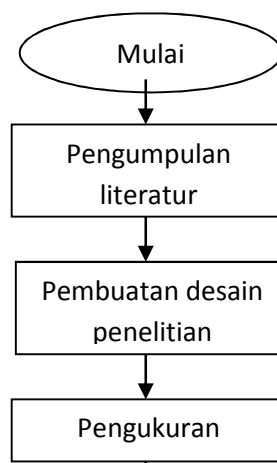 Mulai
Pengumpulan
literatur
Pembuatan desain
penelitian
Pengukuran